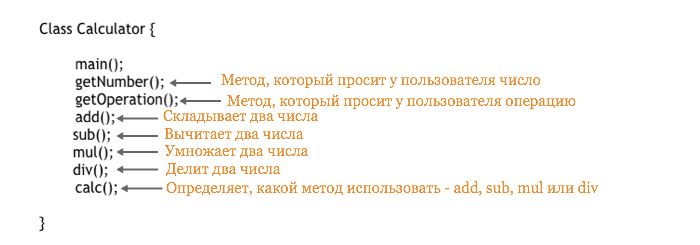 Class Calculator {
main();
getNumber(); Метод, который просит у пользователя число
getOperation(); Метод, который просит у пользователя операцию
add(); Складывает два числа
sub(); Вычитает два числа
mul(); Умножает два числа
div(); Делит два числа
calc(); Определяет, какой метод использовать - add, sub, mul или div
}